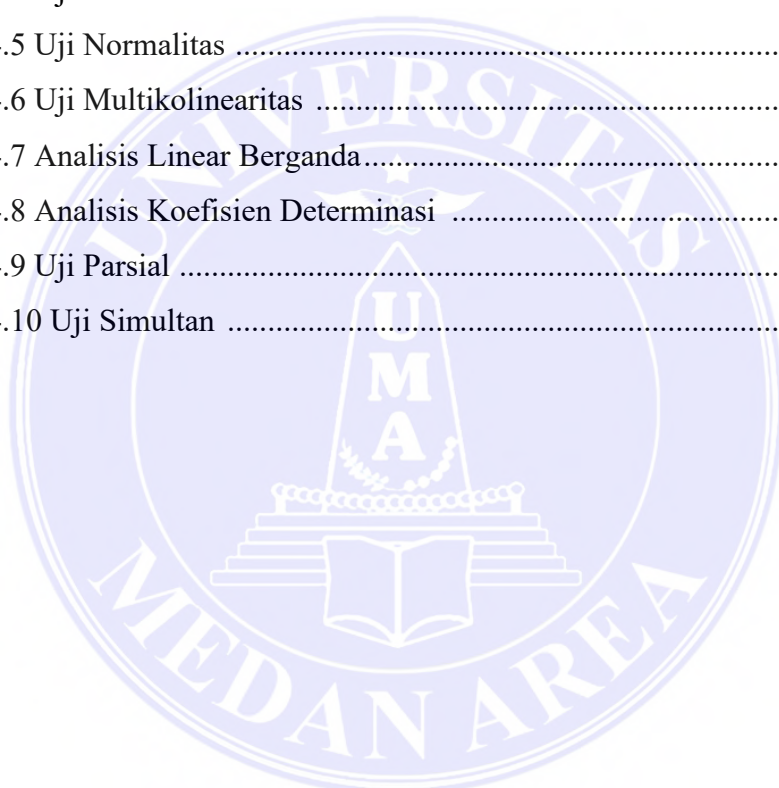 .5 Uji Normalitas ....................................................................
.6 Uji Multikolinearitas ..........................................................
.7 Analisis Linear Berganda....................................................
.8 Analisis Koefisien Determinasi .........................................
.9 Uji Parsial ...........................................................................
.10 Uji Simultan .....................................................................
UNIVERSITAS
U
M
A
MEDAN AREA